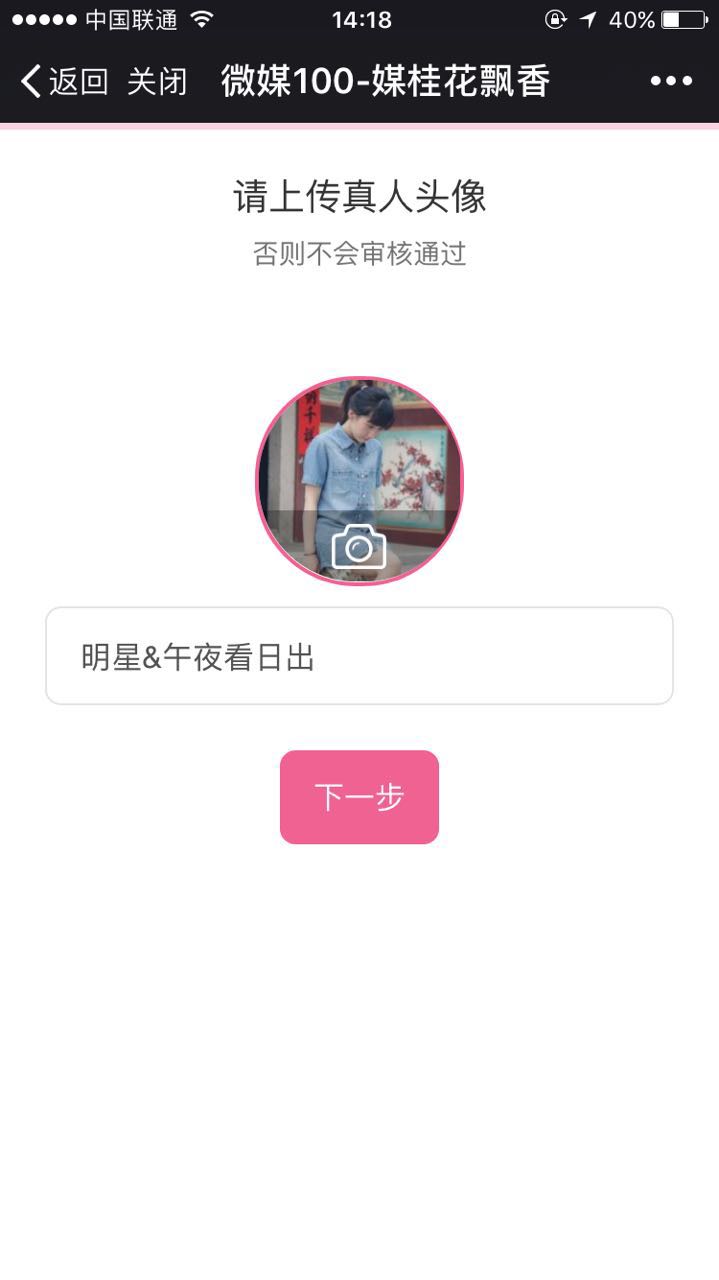 中国联通 14:18 40%
返回 关闭 微媒100-媒桂花飘香
请上传真人头像
否则不会审核通过
明星&午夜看日出
下一步